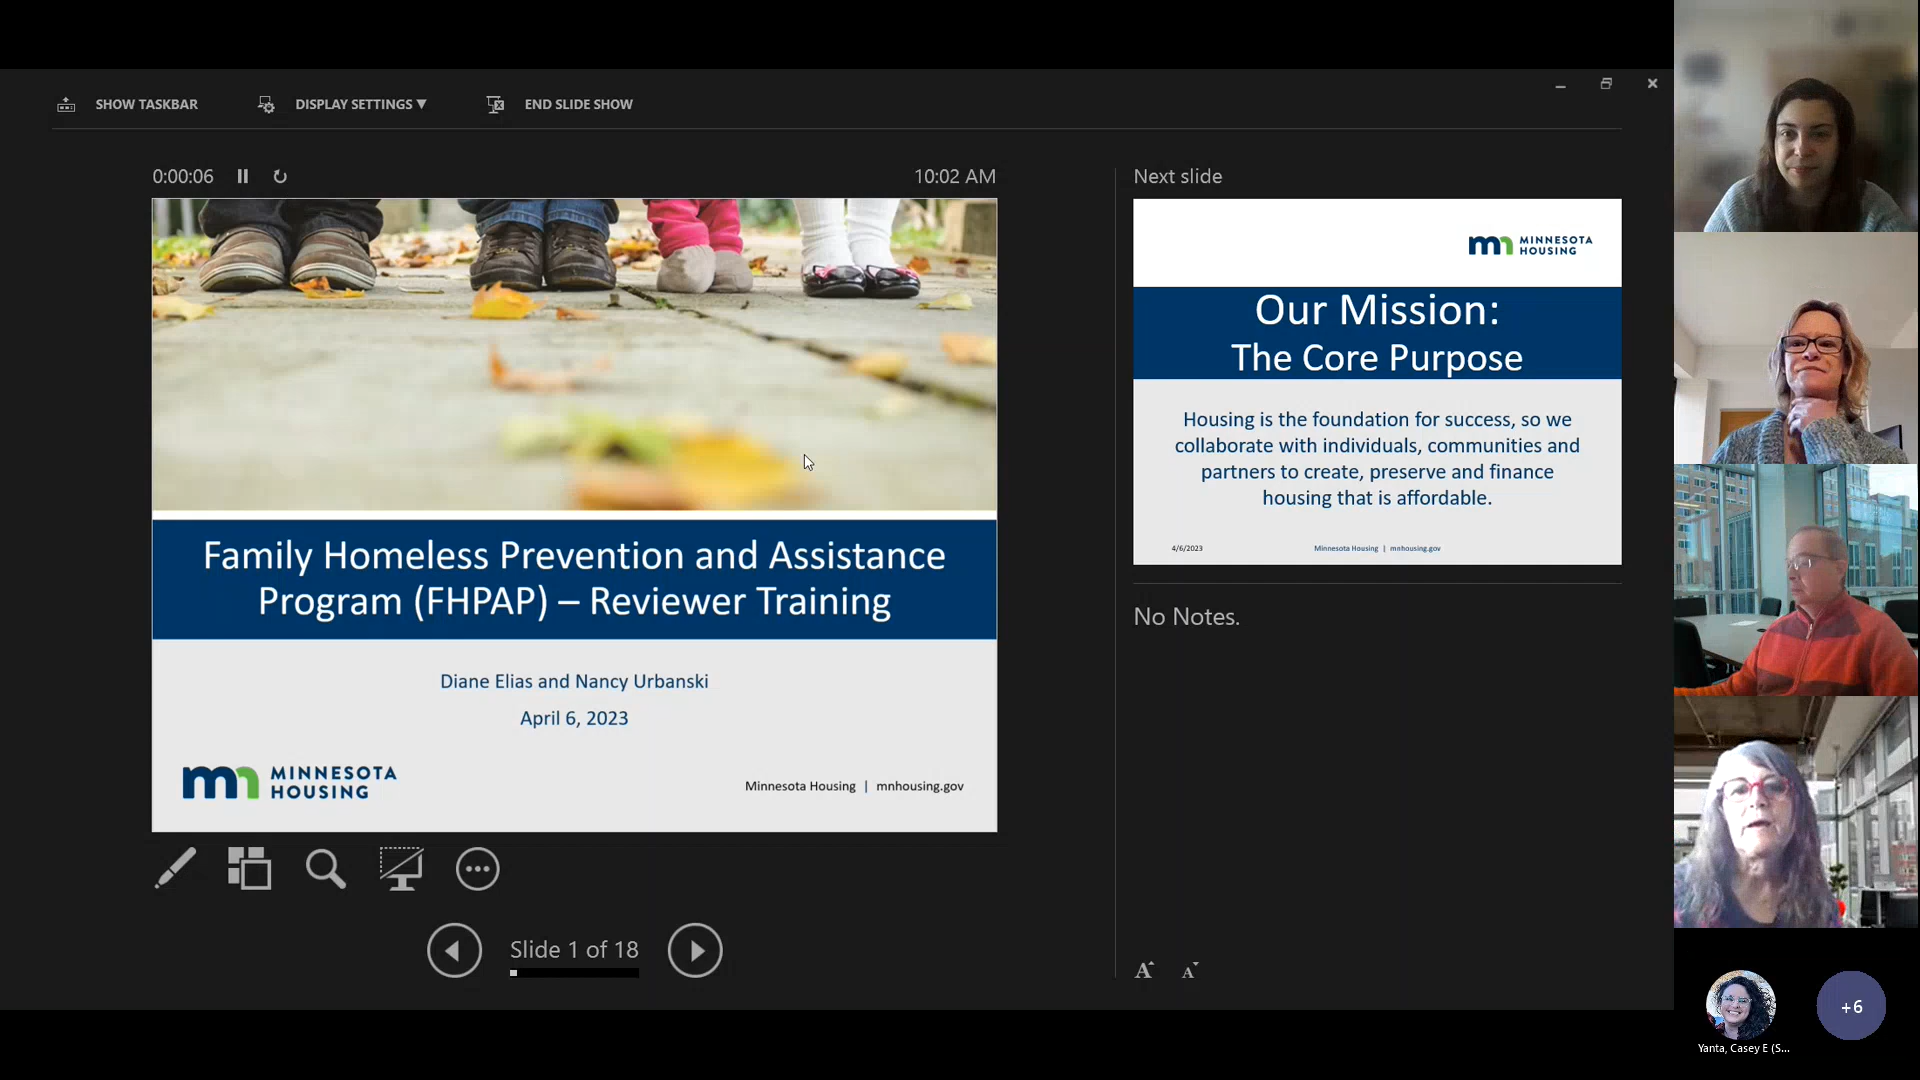 SHOW TASKBAR
DISPLAY SETTINGS ▼
END SLIDE SHOW
0:00:06
10:02 AM
Family Homeless Prevention and Assistance
Program (FHPAP) – Reviewer Training
Diane Elias and Nancy Urbanski
April 6, 2023
mn MINNESOTA
HOUSING
Minnesota Housing | mnhousing.gov
Slide 1 of 18
Next slide
mn MINNESOTA
HOUSING
Our Mission:
The Core Purpose
Housing is the foundation for success, so we
collaborate with individuals, communities and
partners to create, preserve and finance
housing that is affordable.
4/6/2023
Minnesota Housing | mnhousing.gov
No Notes.
A A
Yanta, Casey E (S...
+6